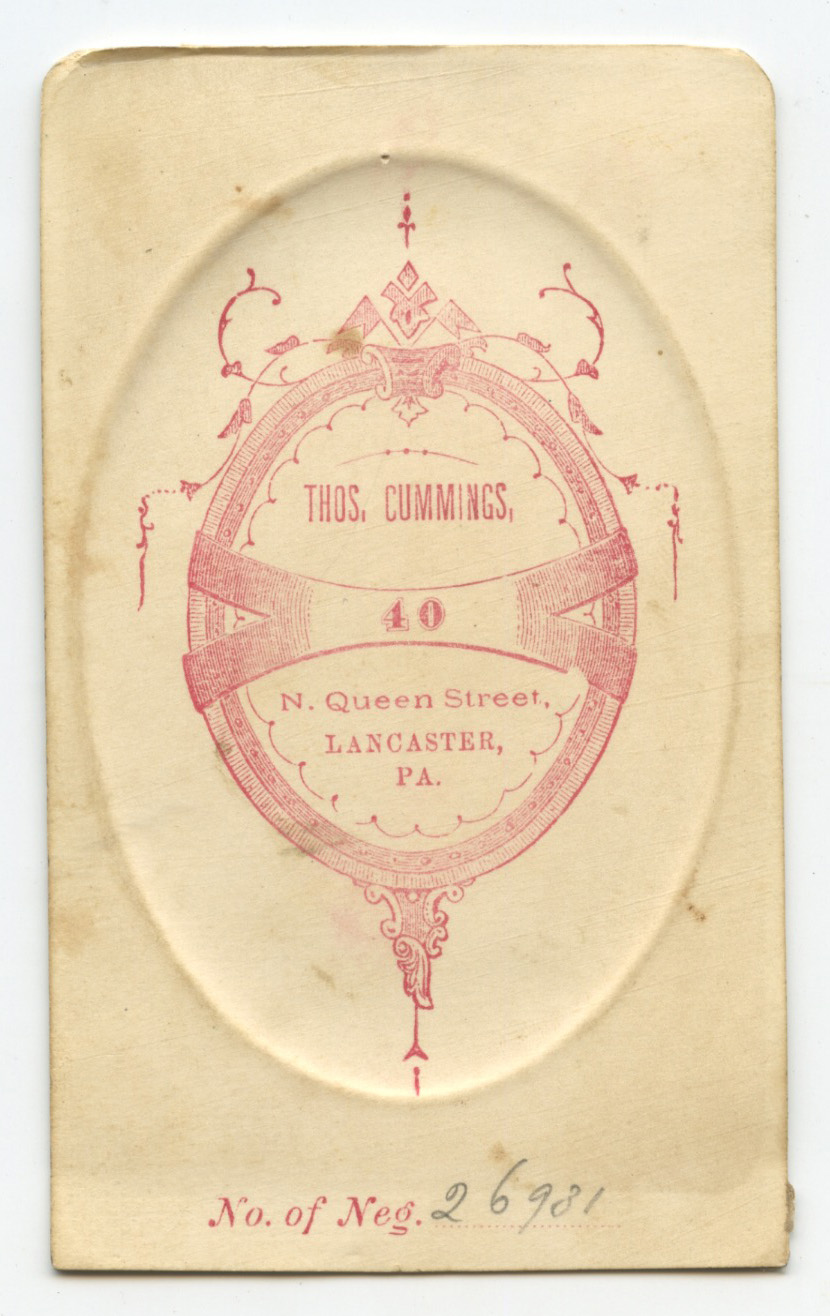 THOS. CUMMINGS,
40
N. Queen Street,
LANCASTER,
PA.
No. of Neg. 26981